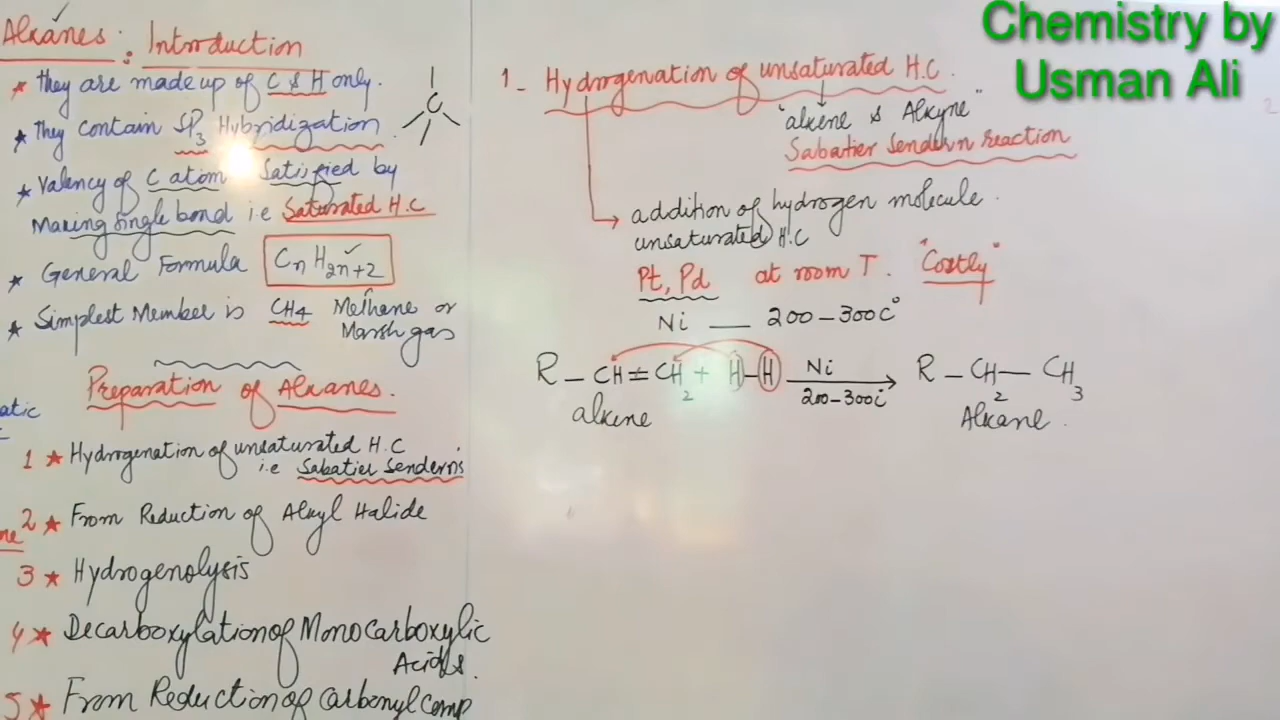 Alkanes : Introduction
* They are made up of C & H only.
* They contain SP3 Hybridization.
* Valency of C atom Satisfied by
Making single bond i.e Saturated H.C
* General Formula CnH2n+2
* Simplest Member is CH4 Methane or
Marsh gas
C
Preparation of Alkanes.
atic
1 * Hydrogenation of unsaturated H.C
i.e Sabatier Senderns
2 * From Reduction of Alkyl Halide
3 * Hydrogenolysis
4 * Decarboxylation of Monocarboxylic
Acids.
5 * From Reduction of Carbonyl Comp
Chemistry by
Usman Ali
1- Hydrogenation of unsaturated H.C.
"alkene & Alkyne"
Sabatier Sendern reaction
addition of hydrogen molecule.
unsaturated H.C
Pt, Pd at room T. "Costly"
Ni — 200-300C°
R - CH = CH2 + H-H Ni 200-300C° → R - CH2 - CH3
alkene Alkane.